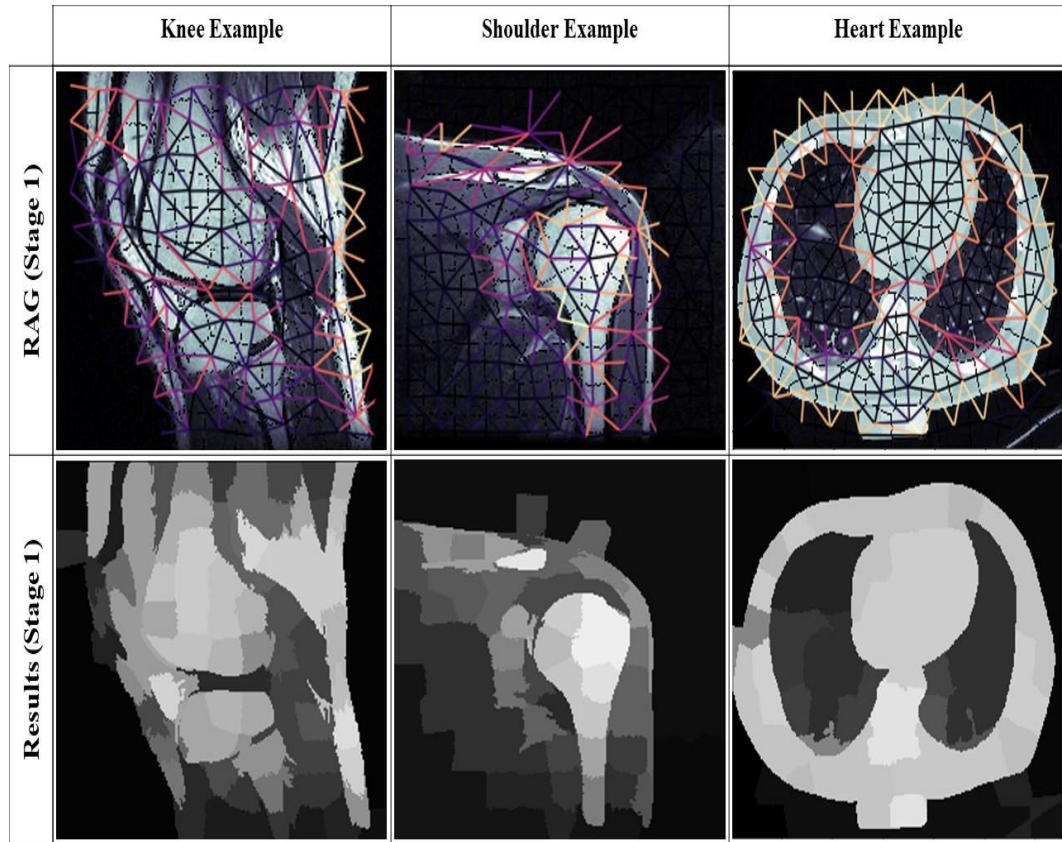 Knee Example
Shoulder Example
Heart Example
RAG (Stage 1)
Results (Stage 1)